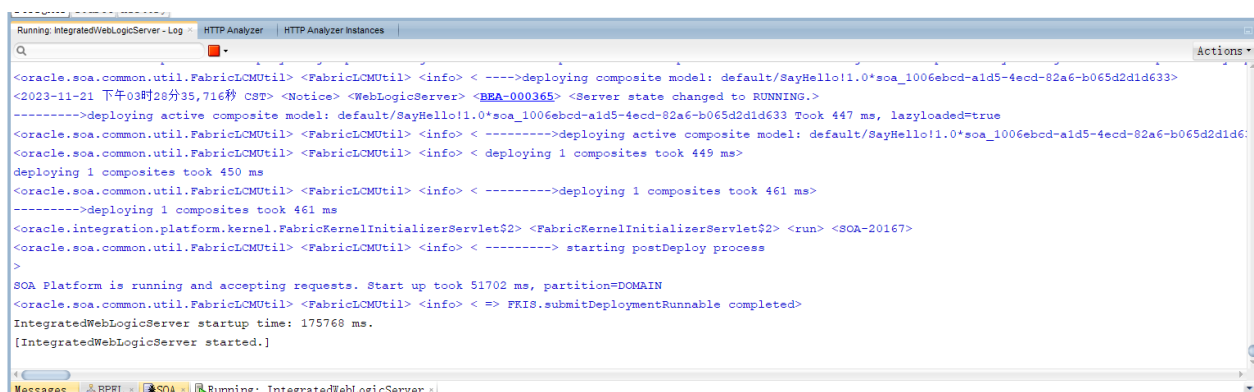 Running: IntegratedWebLogicServer - Log × HTTP Analyzer HTTP Analyzer Instances
Actions
<oracle.soa.common.util.FabricLCMUtil> <FabricLCMUtil> <info> < ---->deploying composite model: default/SayHello!1.0*soa_1006ebcd-a1d5-4ecd-82a6-b065d2d1d633>
<2023-11-21 下午03时28分35,716秒 CST> <Notice> <WebLogicServer> <BEA-000365> <Server state changed to RUNNING.>
--------->deploying active composite model: default/SayHello!1.0*soa_1006ebcd-a1d5-4ecd-82a6-b065d2d1d633 Took 447 ms, lazyloaded=true
<oracle.soa.common.util.FabricLCMUtil> <FabricLCMUtil> <info> < --------->deploying active composite model: default/SayHello!1.0*soa_1006ebcd-a1d5-4ecd-82a6-b065d2d1d6
<oracle.soa.common.util.FabricLCMUtil> <FabricLCMUtil> <info> < deploying 1 composites took 449 ms>
deploying 1 composites took 450 ms
<oracle.soa.common.util.FabricLCMUtil> <FabricLCMUtil> <info> < --------->deploying 1 composites took 461 ms>
--------->deploying 1 composites took 461 ms
<oracle.integration.platform.kernel.FabricKernelInitializerServlet$2> <FabricKernelInitializerServlet$2> <run> <SOA-20167>
<oracle.soa.common.util.FabricLCMUtil> <FabricLCMUtil> <info> < ---------> starting postDeploy process
>
SOA Platform is running and accepting requests. Start up took 51702 ms, partition=DOMAIN
<oracle.soa.common.util.FabricLCMUtil> <FabricLCMUtil> <info> < => FKIS.submitDeploymentRunnable completed>
IntegratedWebLogicServer startup time: 175768 ms.
[IntegratedWebLogicServer started.]
Messages BPEL × SOA × Running: IntegratedWebLogicServer ×